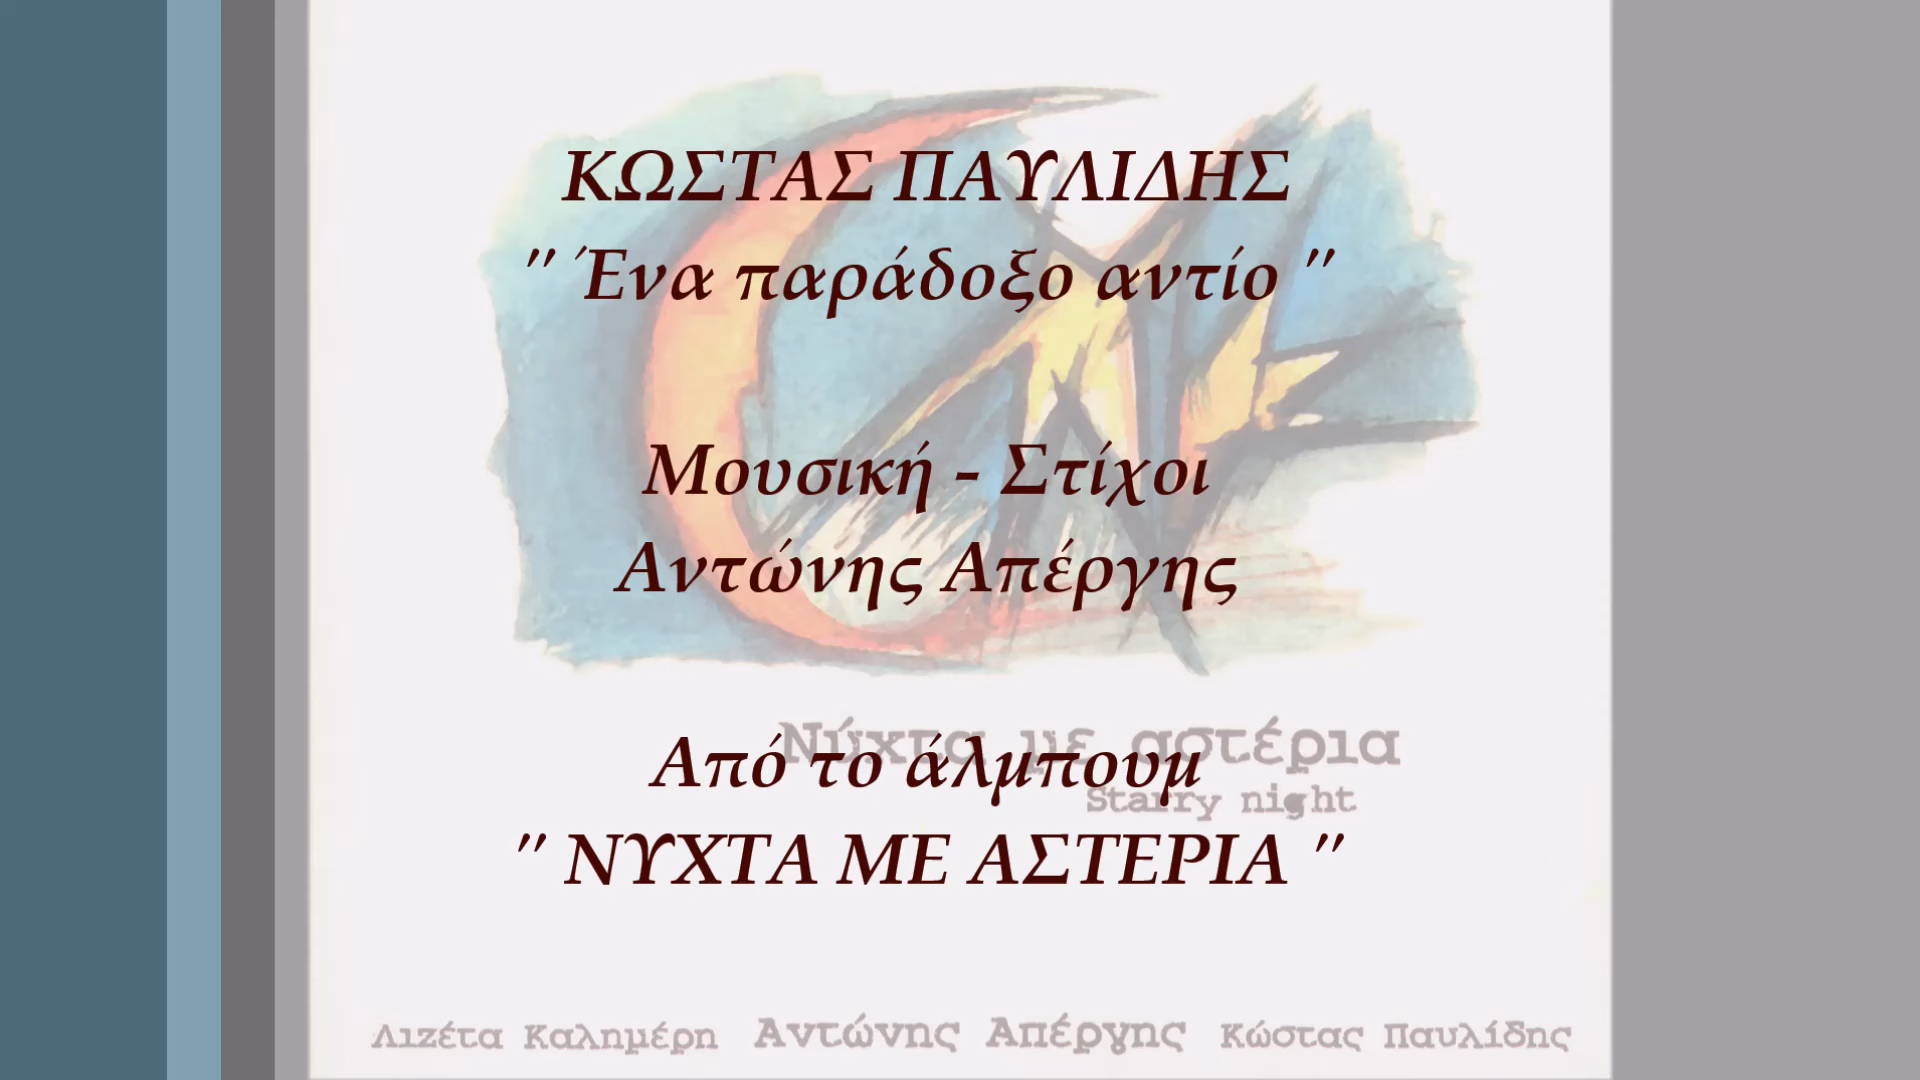 ΚΩΣΤΑΣ ΠΑΥΛΙΔΗΣ
" Ένα παράδοξο αντίο "
Μουσική - Στίχοι
Αντώνης Απέργης
Νύχτα με αστέρια
Από το άλμπουμ
Starry night
" ΝΥΧΤΑ ΜΕ ΑΣΤΕΡΙΑ "
Λιζέτα Καλημέρη Αντώνης Απέργης Κώστας Παυλίδης